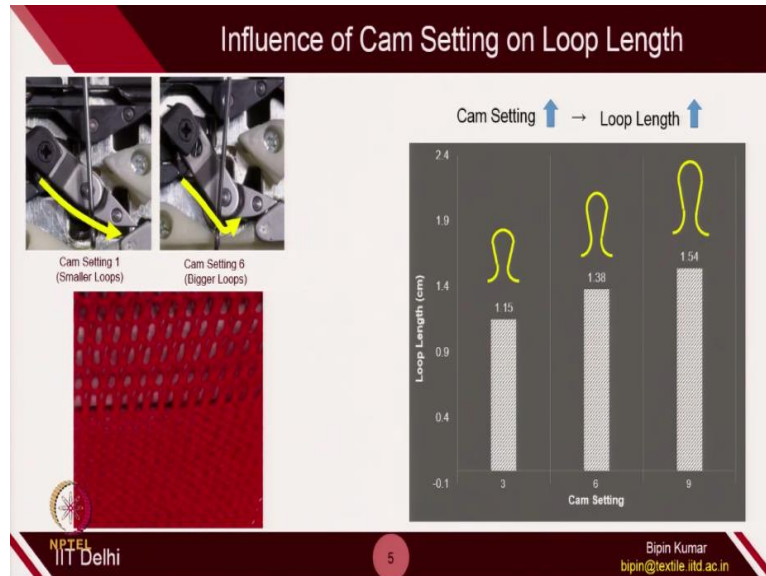 Influence of Cam Setting on Loop Length
Cam Setting 1
(Smaller Loops)
Cam Setting 6
(Bigger Loops)
Cam Setting → Loop Length
2.4
1.9
1.4
0.9
0.4
-0.1
Loop Length (cm)
1.15
1.38
1.54
3 6 9
Cam Setting
NPTEL
IIT Delhi
5
Bipin Kumar
bipin@textile.iitd.ac.in